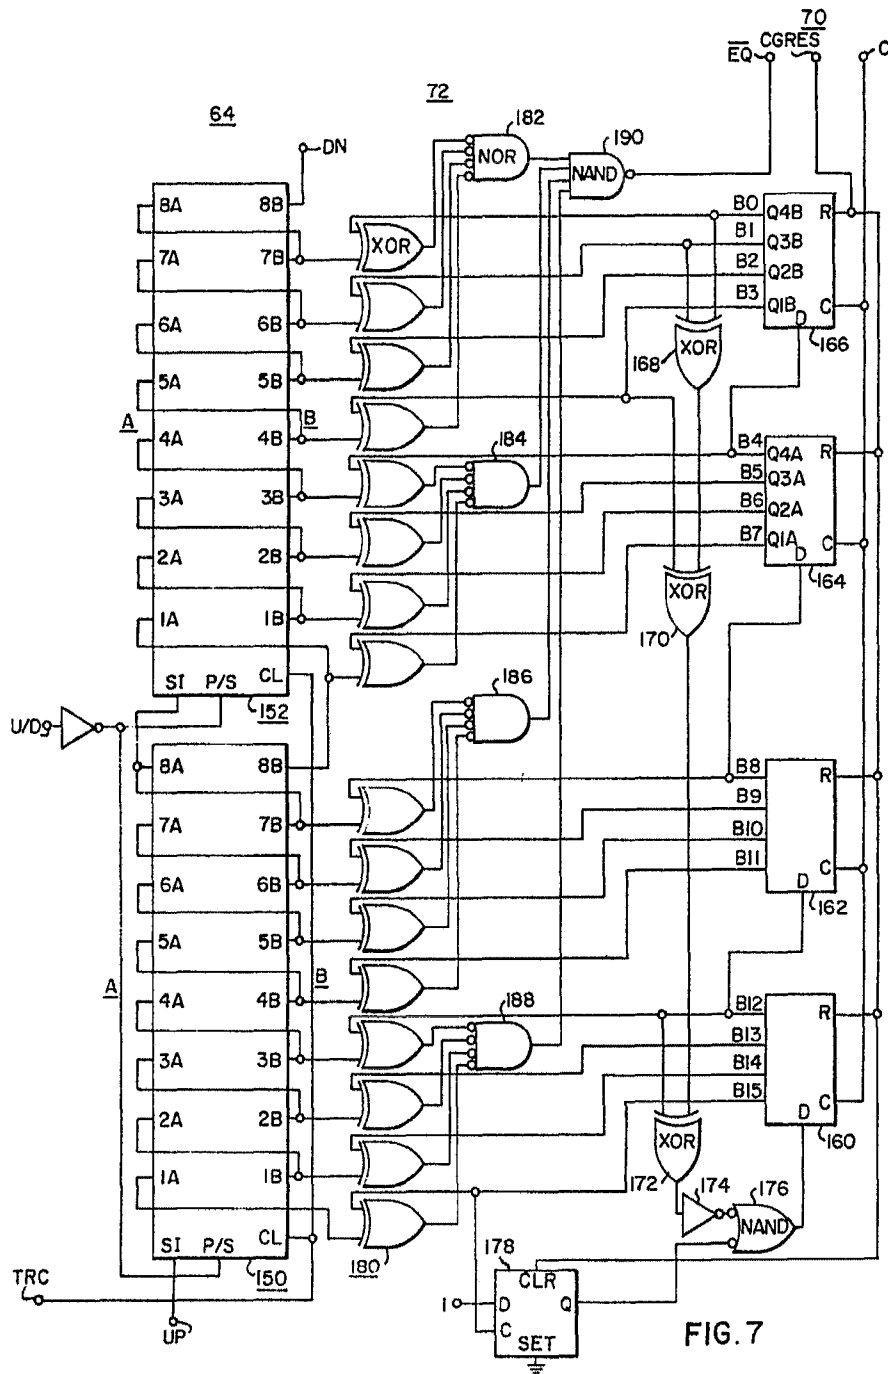 70
EQ CGRES C
64 72
182
DN NOR 190
NAND
8A 8B B0 Q4B R
7A 7B XOR B1 Q3B
B2 Q2B
6A 6B B3 Q1B C
D
5A 5B 168 XOR 166
A B
4A 4B 184 B4 Q4A R
3A 3B B5 Q3A
B6 Q2A
2A 2B B7 Q1A C
D
1A 1B XOR 164
170
SI P/S CL 186
U/D9 152
8A 8B B8 R
7A 7B B9
B10
6A 6B B11 C
D
5A 5B 162
A B
4A 4B 188 B12 R
3A 3B B13
B14
2A 2B B15 C
D
1A 1B XOR 160
172 174 176
NAND
SI P/S CL 180 178
150 CLR
TRC 1 D Q
C
UP SET FIG. 7